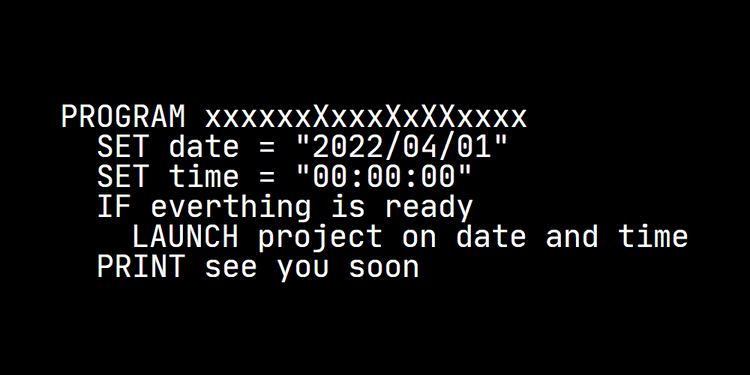 PROGRAM xxxxxxXxxxXxXXxxxx
SET date = "2022/04/01"
SET time = "00:00:00"
IF everthing is ready
LAUNCH project on date and time
PRINT see you soon